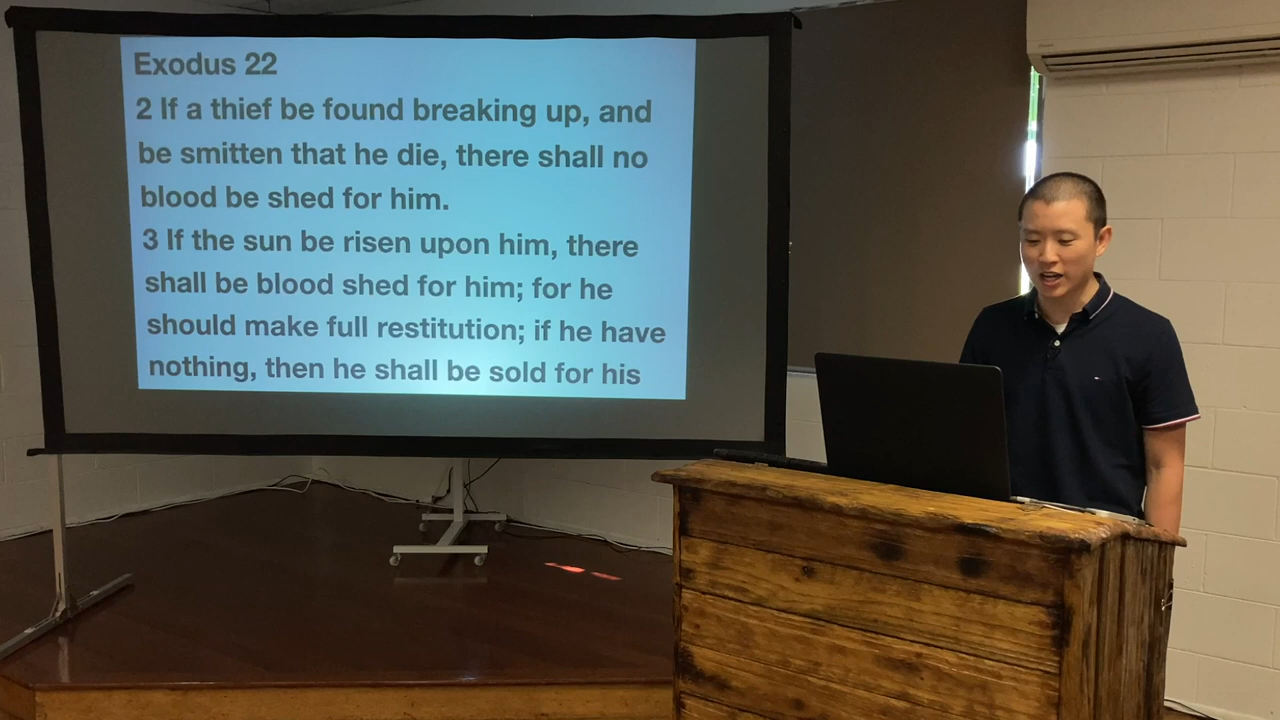 Exodus 22
2 If a thief be found breaking up, and
be smitten that he die, there shall no
blood be shed for him.
3 If the sun be risen upon him, there
shall be blood shed for him; for he
should make full restitution; if he have
nothing, then he shall be sold for his